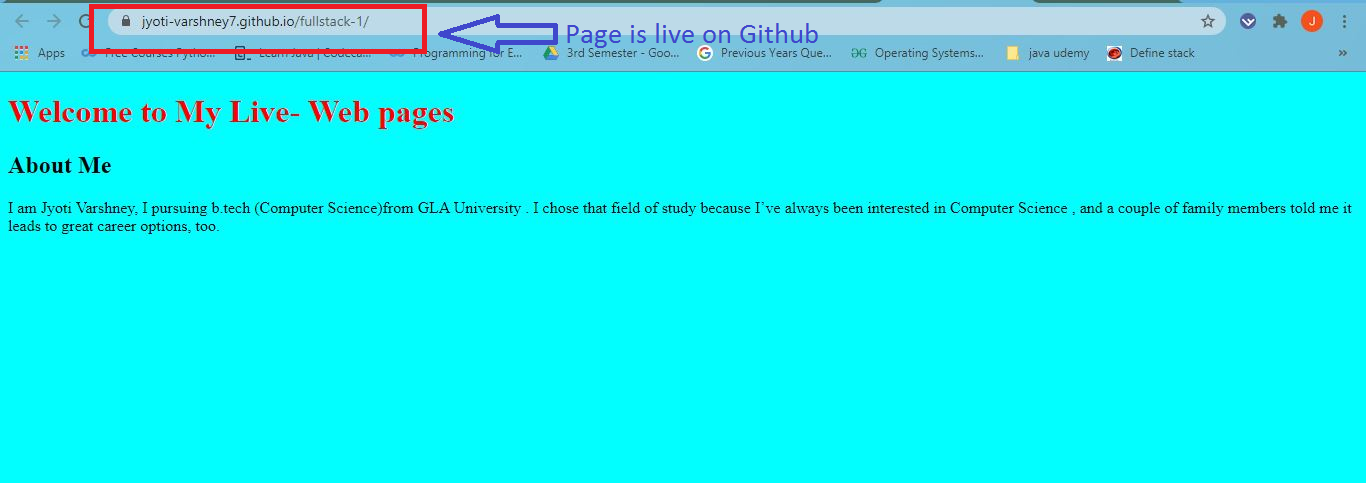 jyoti-varshney7.github.io/fullstack-1/
Page is live on Github
J
Apps Free Courses Pytho... Learn Java | Codeca... Programming for E... 3rd Semester - Goo... Previous Years Que... Operating Systems... java udemy Define stack »
Welcome to My Live- Web pages
About Me
I am Jyoti Varshney, I pursuing b.tech (Computer Science)from GLA University . I chose that field of study because I’ve always been interested in Computer Science , and a couple of family members told me it
leads to great career options, too.